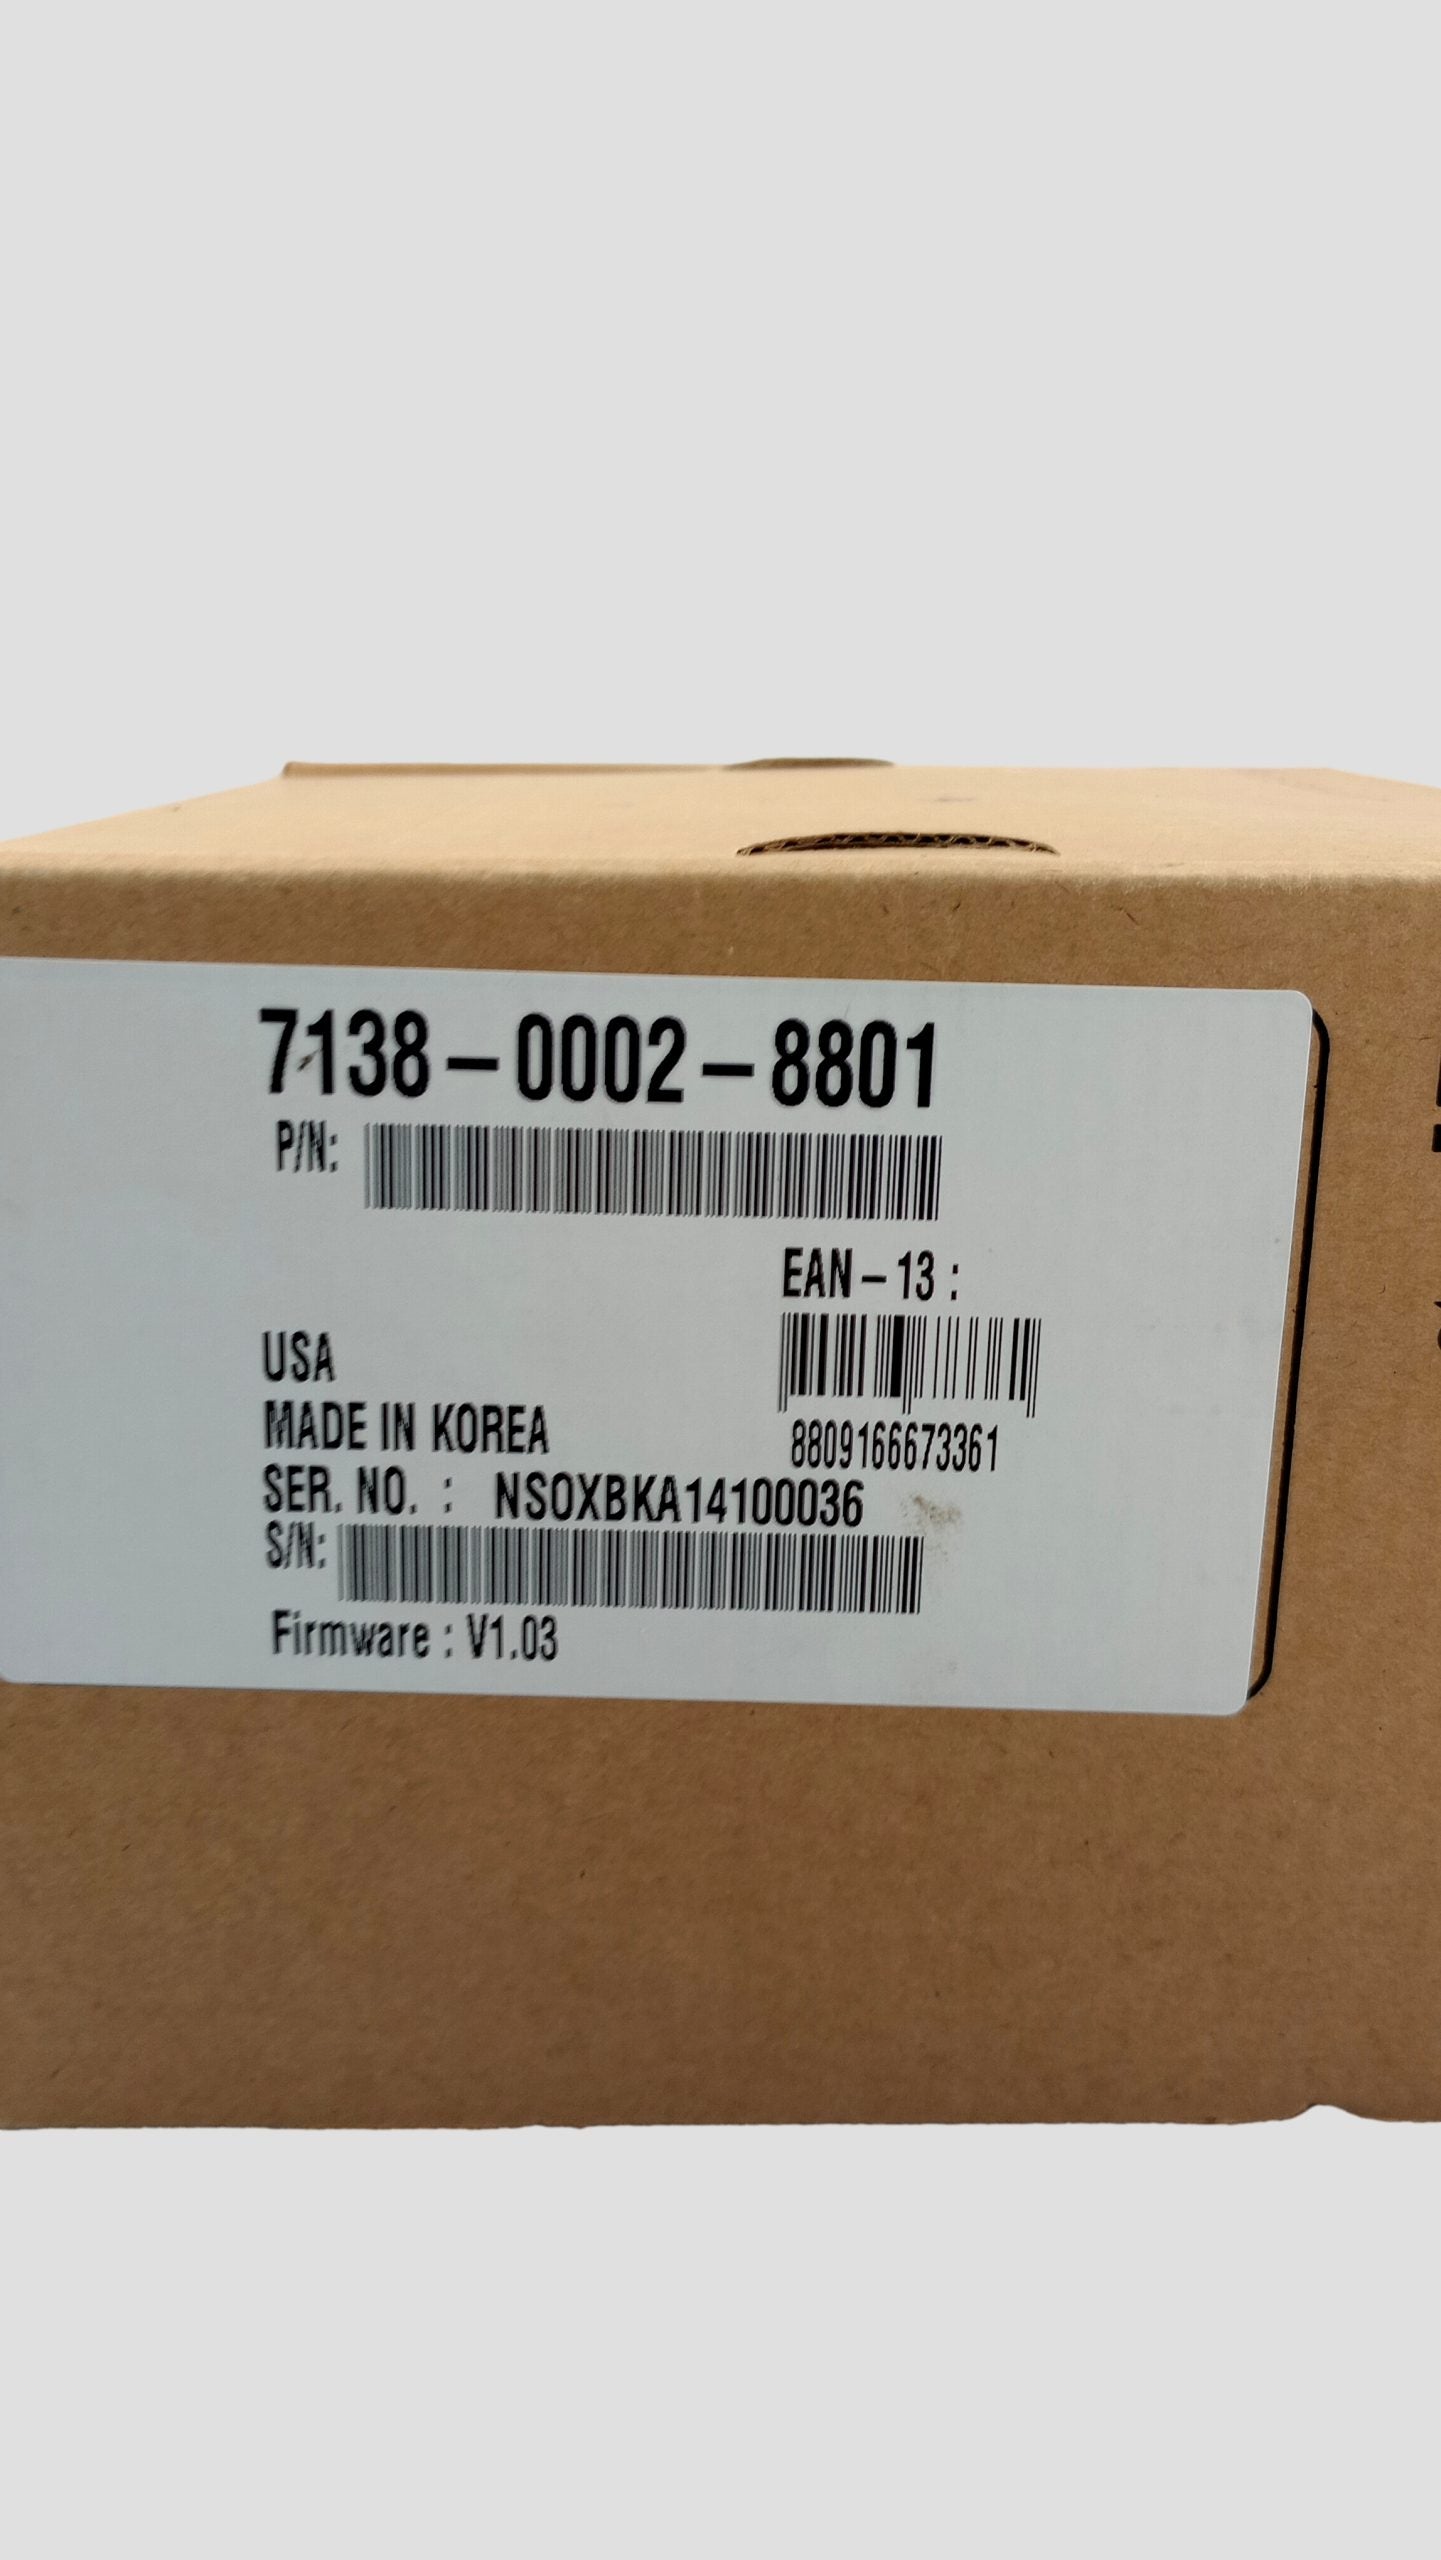 7138-0002-8801
P/N:
EAN-13 :
8809166673361
USA
MADE IN KOREA
SER. NO. : NSOXBKA14100036
S/N:
Firmware : V1.03